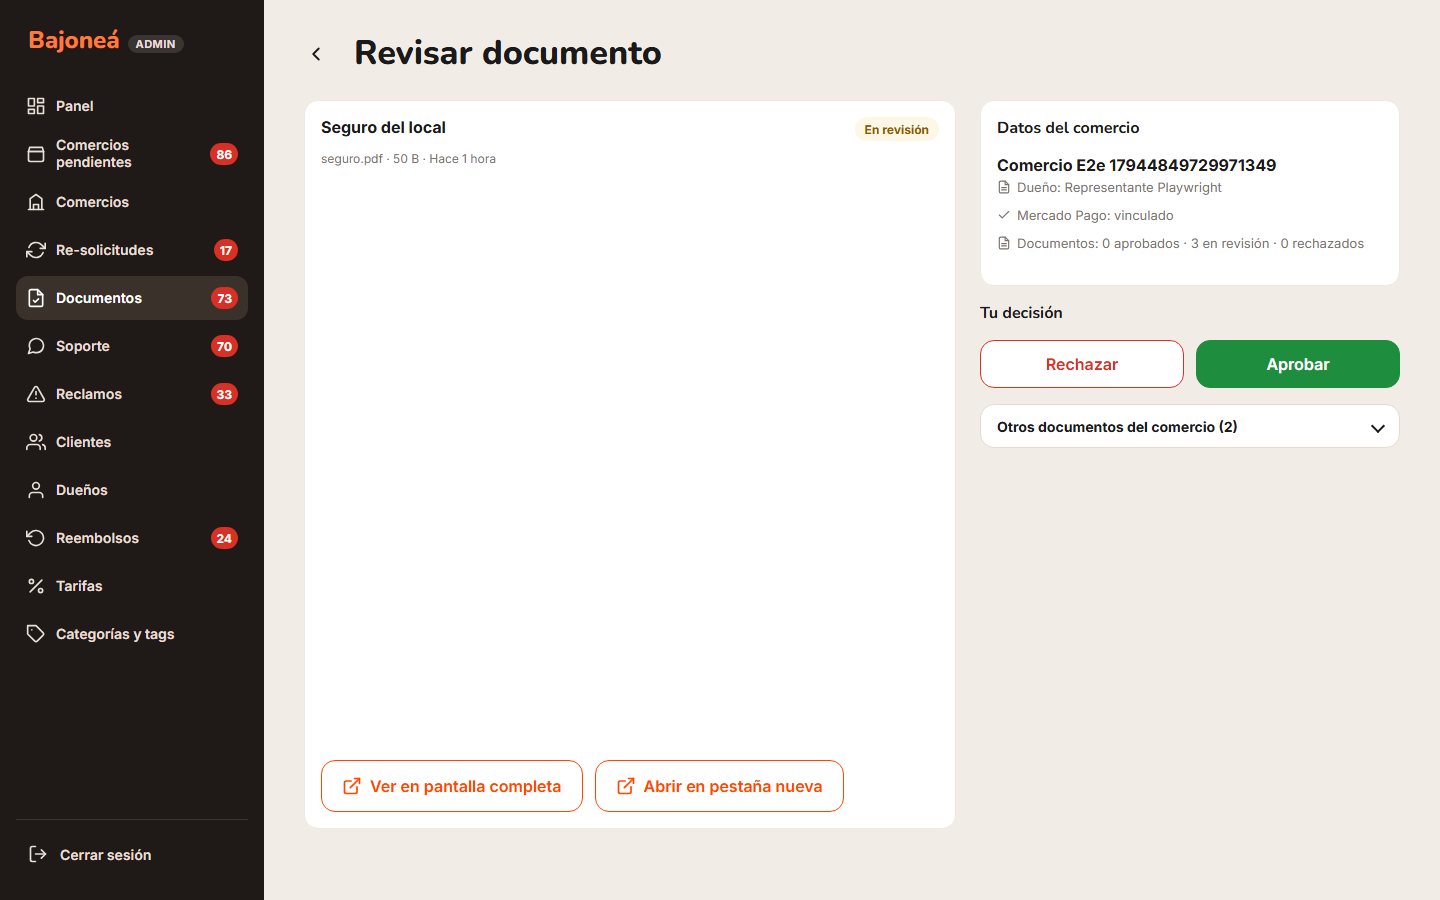 Bajoneá ADMIN
Panel
Comercios
pendientes
86
Comercios
Re-solicitudes 17
Documentos 73
Soporte 70
Reclamos 33
Clientes
Dueños
Reembolsos 24
Tarifas
Categorías y tags
Cerrar sesión
Revisar documento
Seguro del local
En revisión
seguro.pdf · 50 B · Hace 1 hora
Ver en pantalla completa
Abrir en pestaña nueva
Datos del comercio
Comercio E2e 17944849729971349
Dueño: Representante Playwright
Mercado Pago: vinculado
Documentos: 0 aprobados · 3 en revisión · 0 rechazados
Tu decisión
Rechazar
Aprobar
Otros documentos del comercio (2)